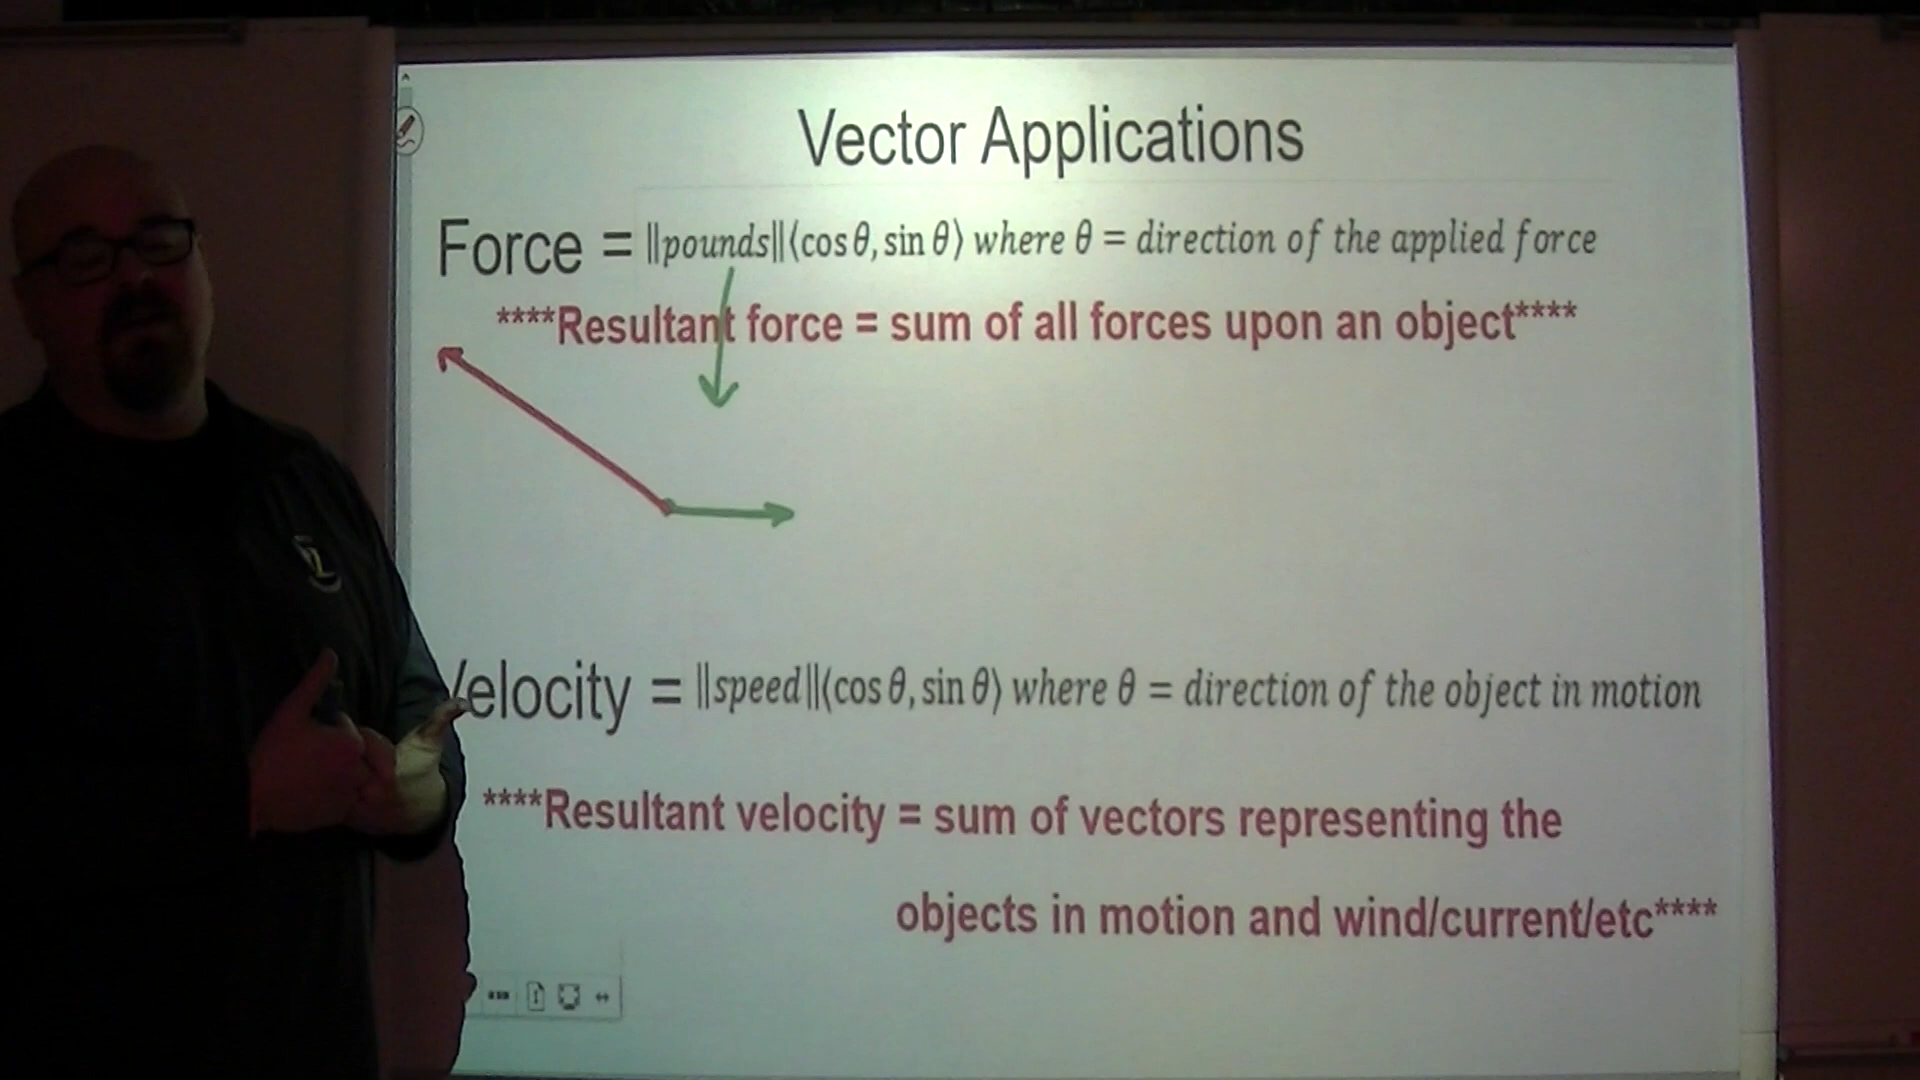 Vector Applications
Force = ||pounds||⟨cos θ, sin θ⟩ where θ = direction of the applied force
****Resultant force = sum of all forces upon an object****
Velocity = ||speed||⟨cos θ, sin θ⟩ where θ = direction of the object in motion
****Resultant velocity = sum of vectors representing the
objects in motion and wind/current/etc****